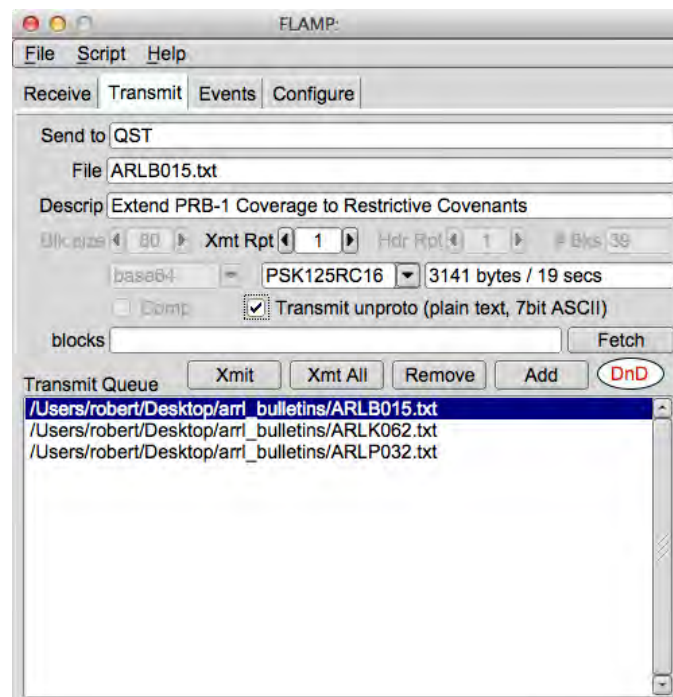 FLAMP:
File Script Help
Receive Transmit Events Configure
Send to QST
File ARLB015.txt
Descrip Extend PRB-1 Coverage to Restrictive Covenants
Blk size 80 Xmt Rpt 1 Hdr Rpt 1 # Blks 39
base64 PSK125RC16 3141 bytes / 19 secs
Comp Transmit unproto (plain text, 7bit ASCII)
blocks Fetch
Transmit Queue Xmit Xmt All Remove Add DnD
/Users/robert/Desktop/arrl_bulletins/ARLB015.txt
/Users/robert/Desktop/arrl_bulletins/ARLK062.txt
/Users/robert/Desktop/arrl_bulletins/ARLP032.txt